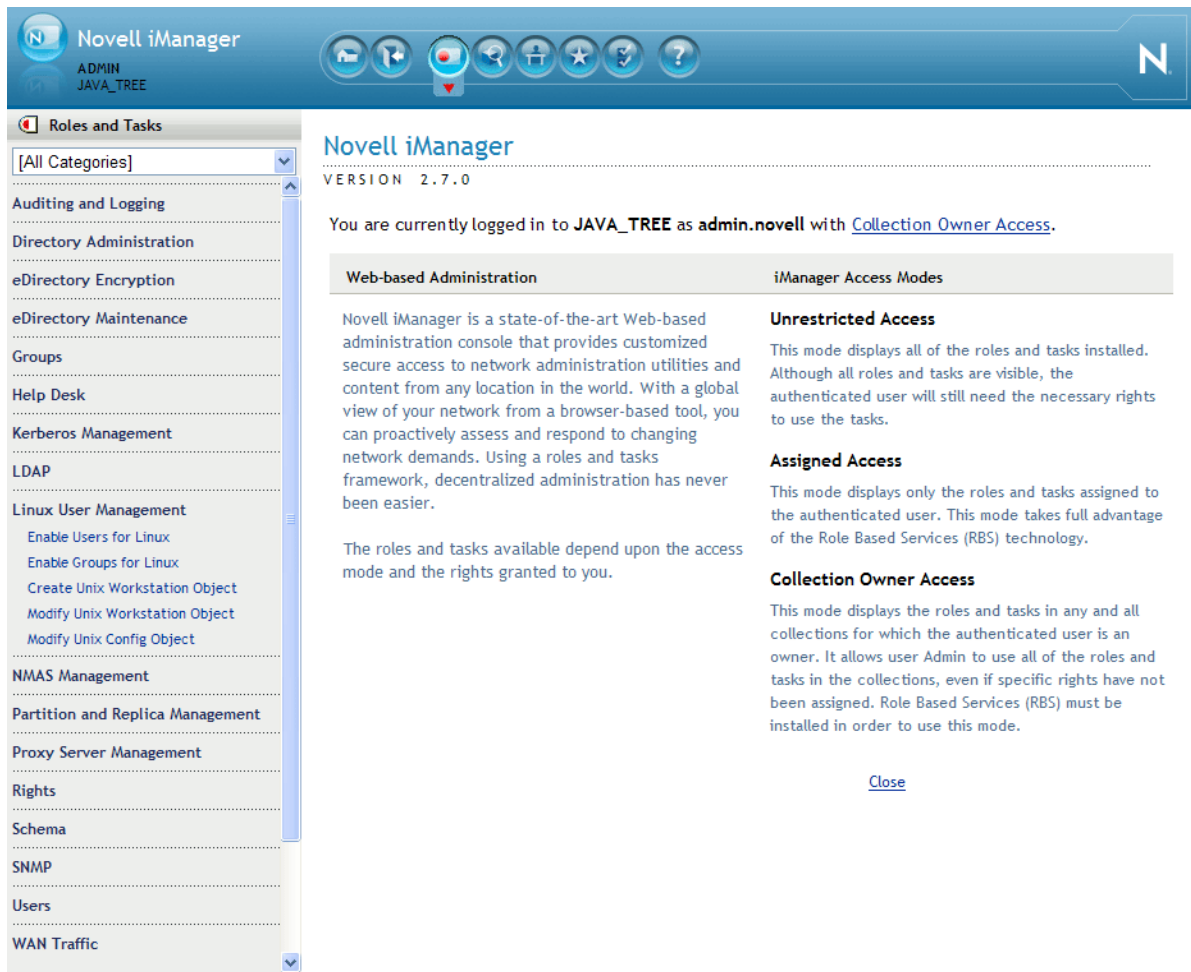 N
Novell iManager
ADMIN
JAVA_TREE
?
N
Roles and Tasks
[All Categories]
Auditing and Logging
Directory Administration
eDirectory Encryption
eDirectory Maintenance
Groups
Help Desk
Kerberos Management
LDAP
Linux User Management
Enable Users for Linux
Enable Groups for Linux
Create Unix Workstation Object
Modify Unix Workstation Object
Modify Unix Config Object
NMAS Management
Partition and Replica Management
Proxy Server Management
Rights
Schema
SNMP
Users
WAN Traffic
Novell iManager
VERSION 2.7.0
You are currently logged in to JAVA_TREE as admin.novell with Collection Owner Access.
Web-based Administration
Novell iManager is a state-of-the-art Web-based
administration console that provides customized
secure access to network administration utilities and
content from any location in the world. With a global
view of your network from a browser-based tool, you
can proactively assess and respond to changing
network demands. Using a roles and tasks
framework, decentralized administration has never
been easier.
The roles and tasks available depend upon the access
mode and the rights granted to you.
iManager Access Modes
Unrestricted Access
This mode displays all of the roles and tasks installed.
Although all roles and tasks are visible, the
authenticated user will still need the necessary rights
to use the tasks.
Assigned Access
This mode displays only the roles and tasks assigned to
the authenticated user. This mode takes full advantage
of the Role Based Services (RBS) technology.
Collection Owner Access
This mode displays the roles and tasks in any and all
collections for which the authenticated user is an
owner. It allows user Admin to use all of the roles and
tasks in the collections, even if specific rights have not
been assigned. Role Based Services (RBS) must be
installed in order to use this mode.
Close